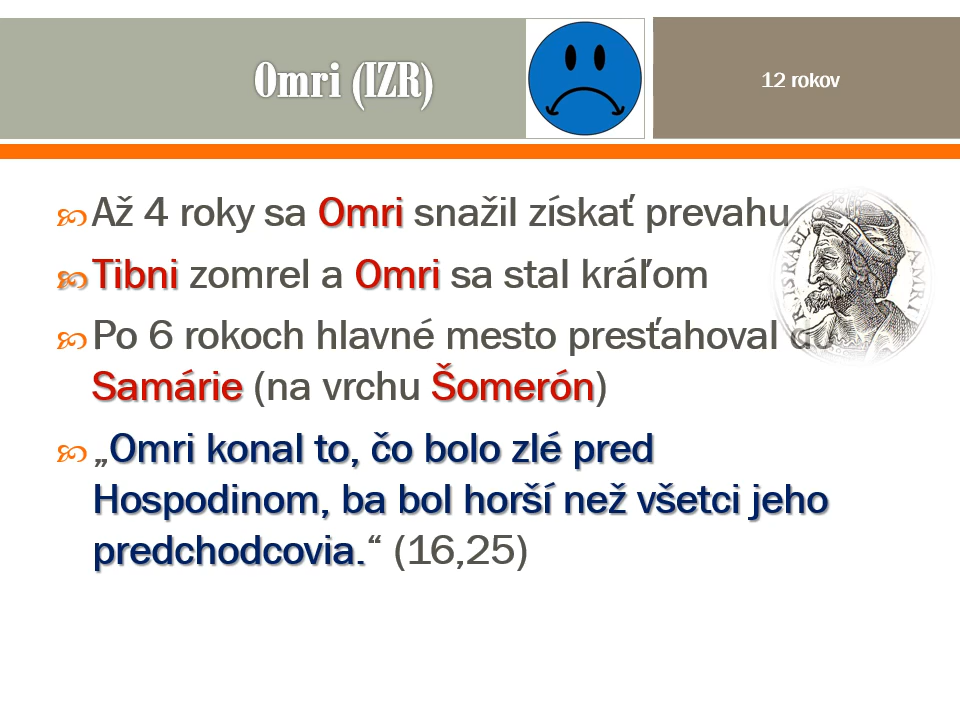 Omri (IZR)
12 rokov
Až 4 roky sa Omri snažil získať prevahu
Tibni zomrel a Omri sa stal kráľom
Po 6 rokoch hlavné mesto presťahoval do
Samárie (na vrchu Šomerón)
„Omri konal to, čo bolo zlé pred
Hospodinom, ba bol horší než všetci jeho
predchodcovia.“ (16,25)
R·ISRAEL AMRI